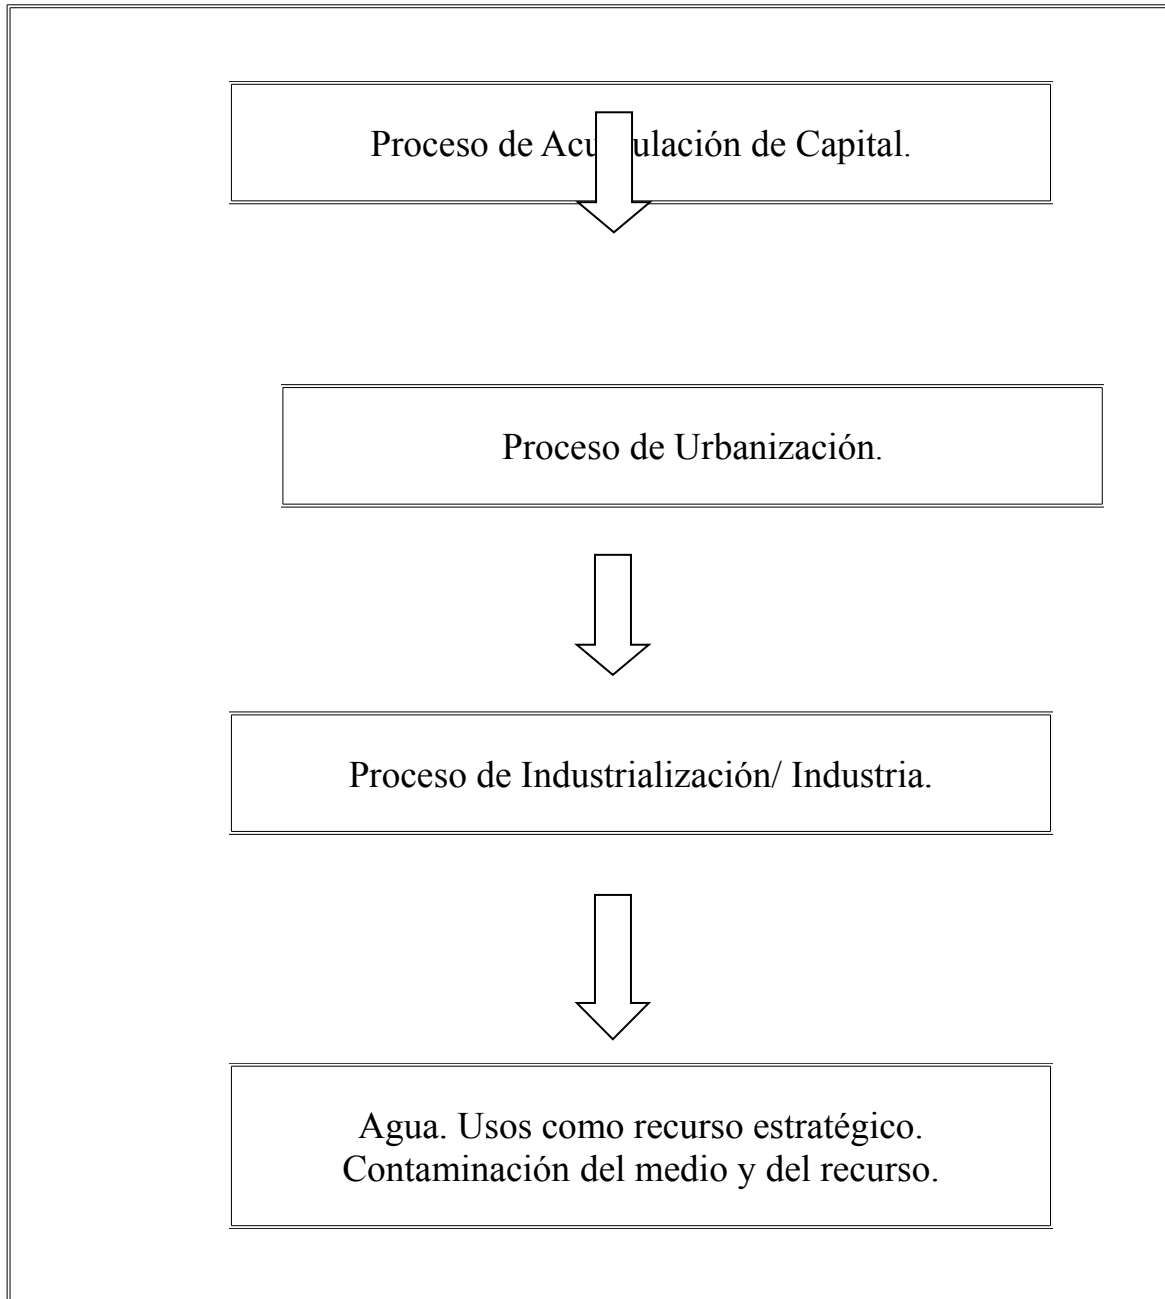 Proceso de Acumulación de Capital.
Proceso de Urbanización.
Proceso de Industrialización/ Industria.
Agua. Usos como recurso estratégico.
Contaminación del medio y del recurso.